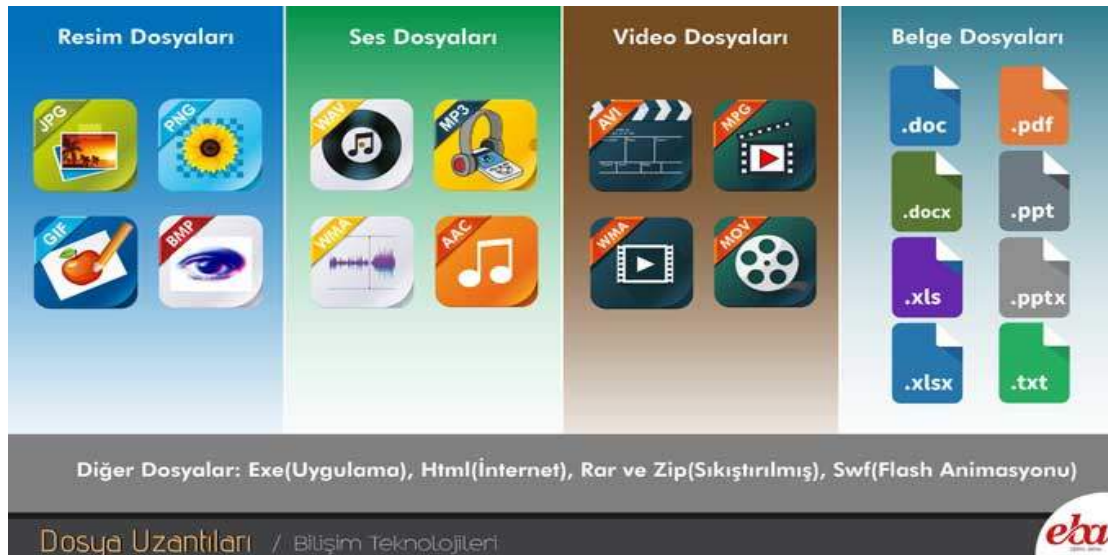 Resim Dosyaları
JPG
PNG
GIF
BMP
Ses Dosyaları
WAV
MP3
WMA
AAC
Video Dosyaları
AVI
MPG
WMA
MOV
Belge Dosyaları
.doc
.pdf
.docx
.ppt
.xls
.pptx
.xlsx
.txt
Diğer Dosyalar: Exe(Uygulama), Html(İnternet), Rar ve Zip(Sıkıştırılmış), Swf(Flash Animasyonu)
Dosya Uzantıları / Bilişim Teknolojileri
eba